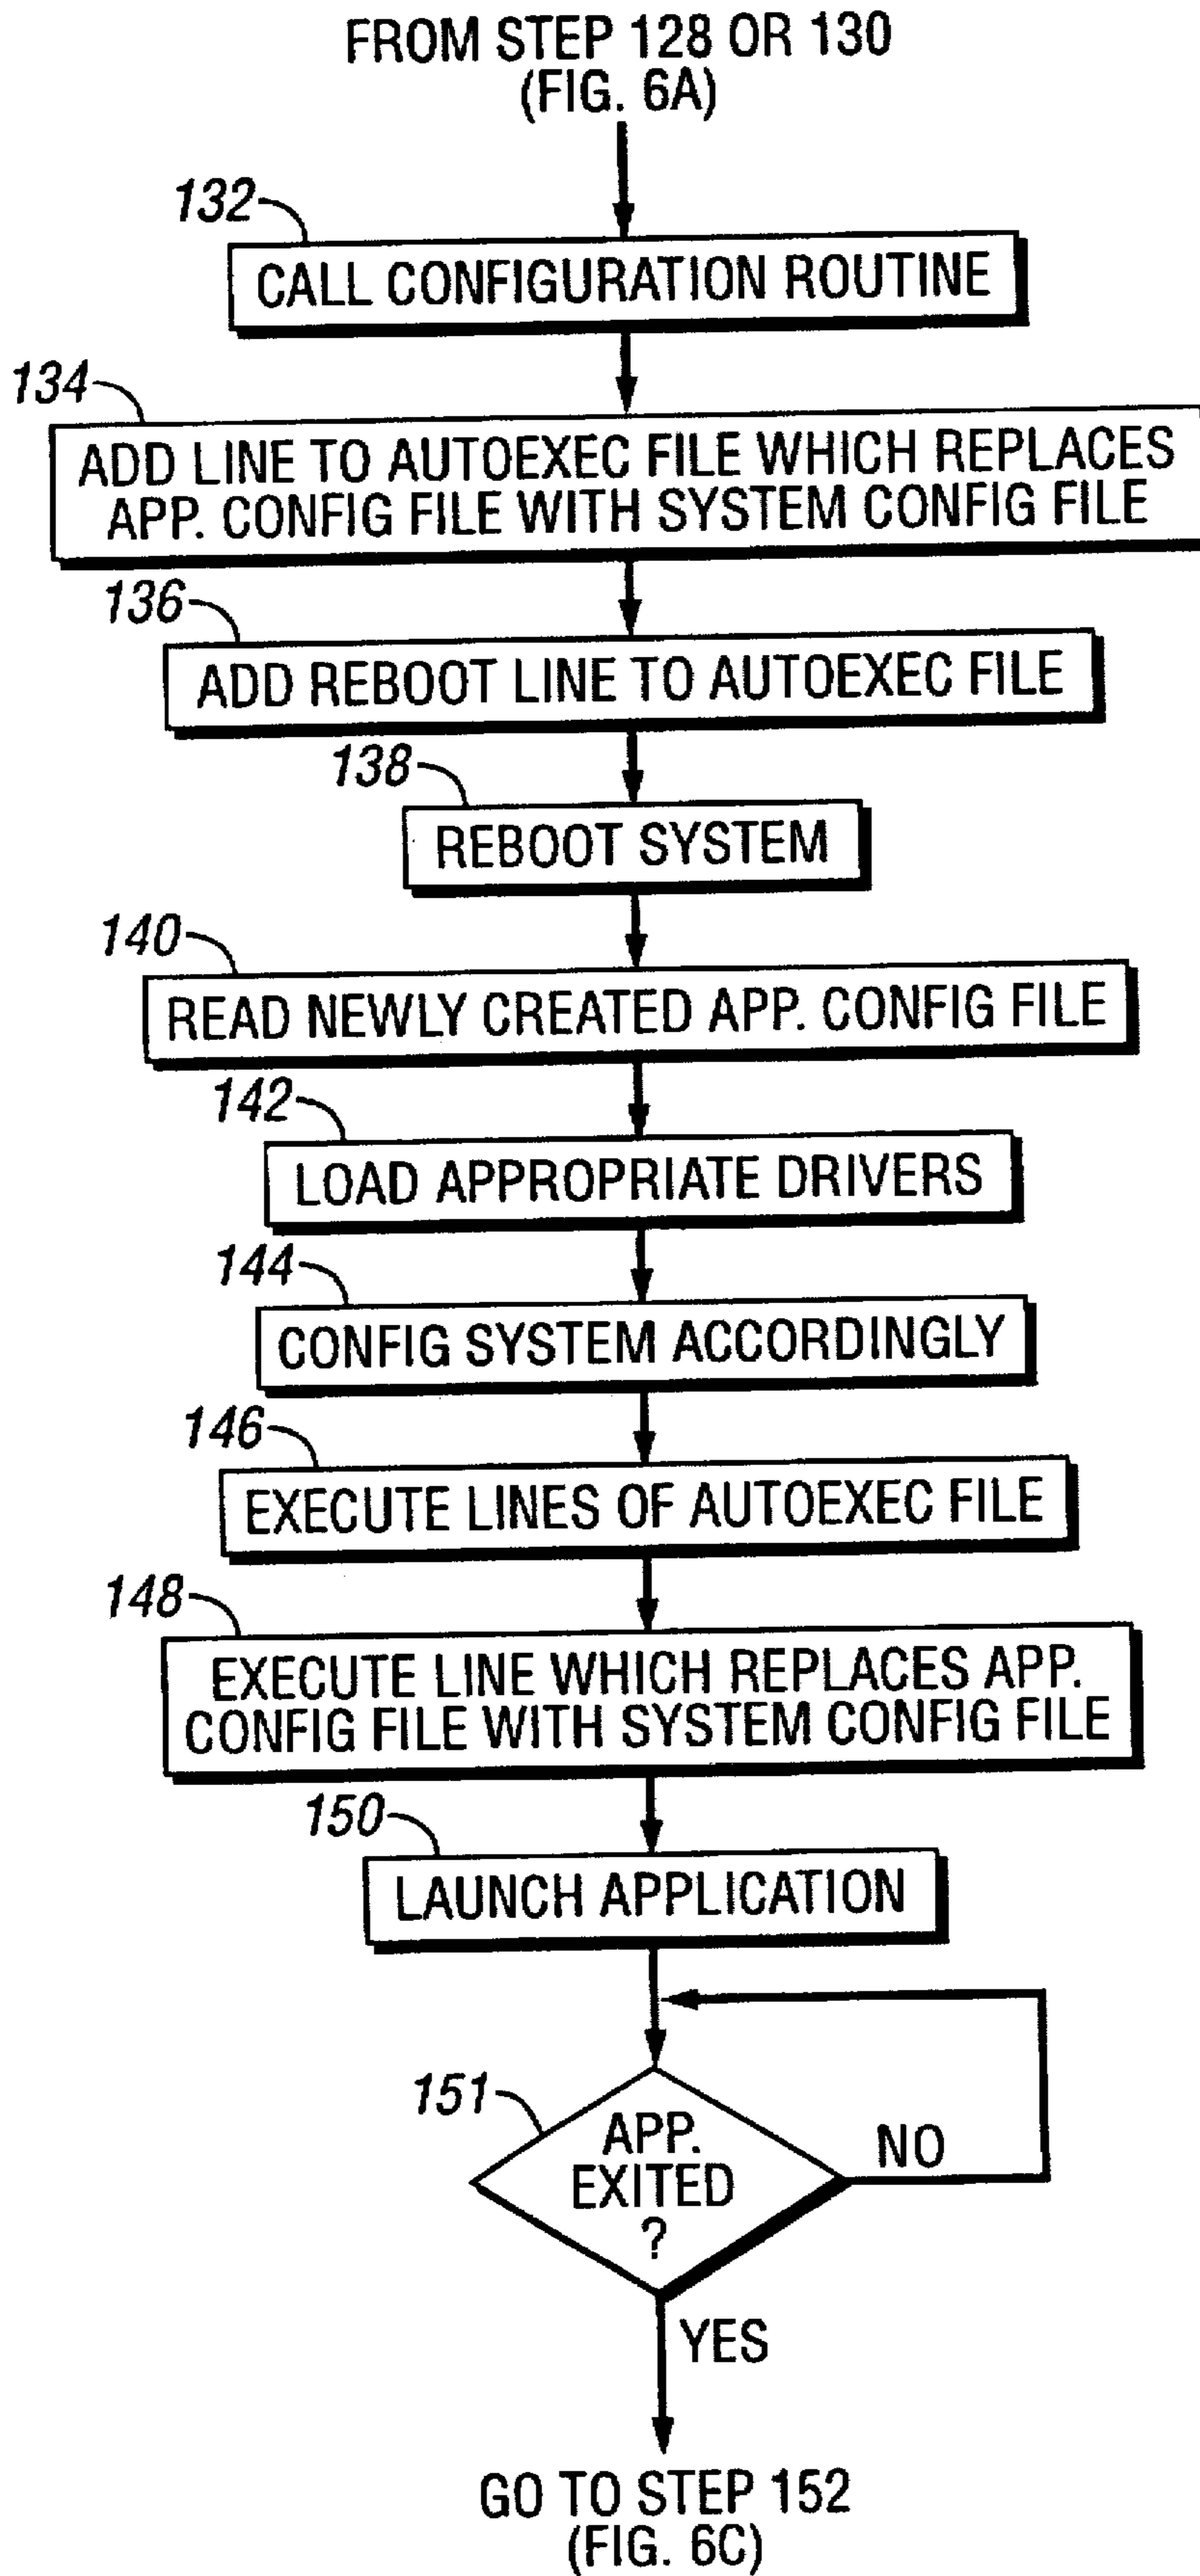 FROM STEP 128 OR 130
(FIG. 6A)
132
CALL CONFIGURATION ROUTINE
134
ADD LINE TO AUTOEXEC FILE WHICH REPLACES
APP. CONFIG FILE WITH SYSTEM CONFIG FILE
136
ADD REBOOT LINE TO AUTOEXEC FILE
138
REBOOT SYSTEM
140
READ NEWLY CREATED APP. CONFIG FILE
142
LOAD APPROPRIATE DRIVERS
144
CONFIG SYSTEM ACCORDINGLY
146
EXECUTE LINES OF AUTOEXEC FILE
148
EXECUTE LINE WHICH REPLACES APP.
CONFIG FILE WITH SYSTEM CONFIG FILE
150
LAUNCH APPLICATION
151
APP.
EXITED
?
NO
YES
GO TO STEP 152
(FIG. 6C)